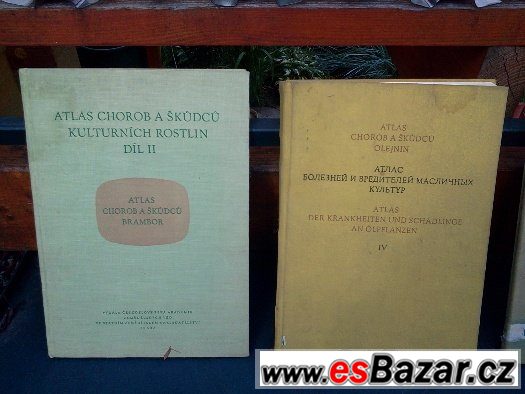 ATLAS CHOROB A ŠKŮDCŮ
KULTURNÍCH ROSTLIN
DÍL II
ATLAS
CHOROB A ŠKŮDCŮ
BRAMBOR
ATLAS
CHOROB A ŠKŮDCŮ
OLEJNIN
АТЛАС
БОЛЕЗНЕЙ И ВРЕДИТЕЛЕЙ МАСЛИЧНЫХ
КУЛЬТУР
ATLAS
DER KRANKHEITEN UND SCHÄDLINGE
AN ÖLPFLANZEN
IV
www.esBazar.cz